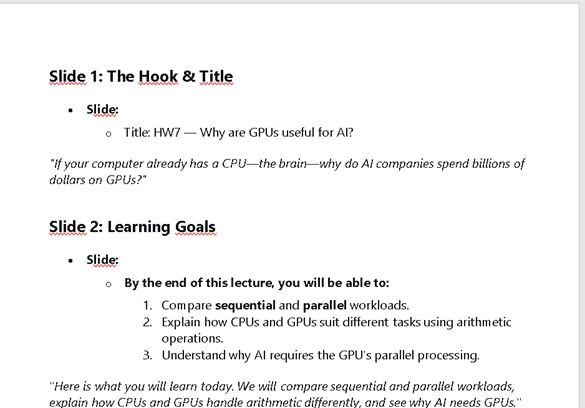 Slide 1: The Hook & Title
• Slide:
o Title: HW7 — Why are GPUs useful for AI?
"If your computer already has a CPU—the brain—why do AI companies spend billions of
dollars on GPUs?"
Slide 2: Learning Goals
• Slide:
o By the end of this lecture, you will be able to:
1. Compare sequential and parallel workloads.
2. Explain how CPUs and GPUs suit different tasks using arithmetic
operations.
3. Understand why AI requires the GPU's parallel processing.
"Here is what you will learn today. We will compare sequential and parallel workloads,
explain how CPUs and GPUs handle arithmetic differently, and see why AI needs GPUs."